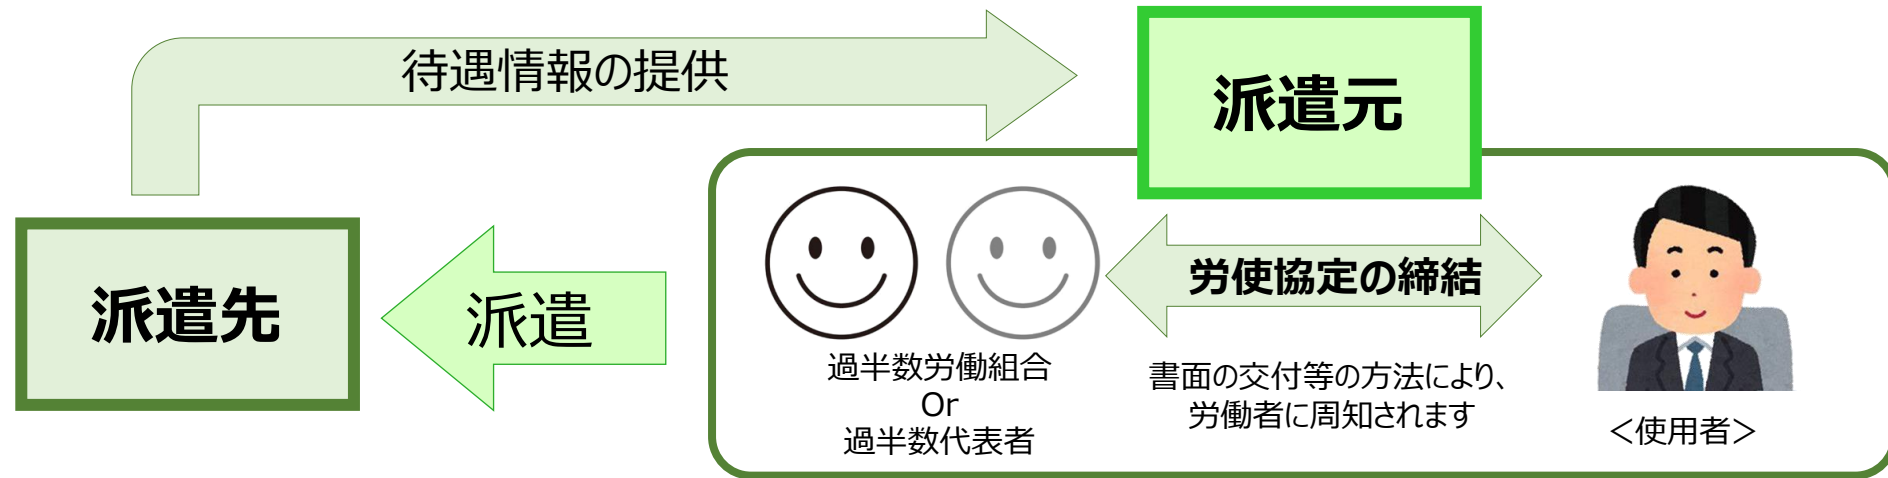 待遇情報の提供
派遣元
派遣先
派遣
労使協定の締結
過半数労働組合
Or
過半数代表者
書面の交付等の方法により、
労働者に周知されます
＜使用者＞